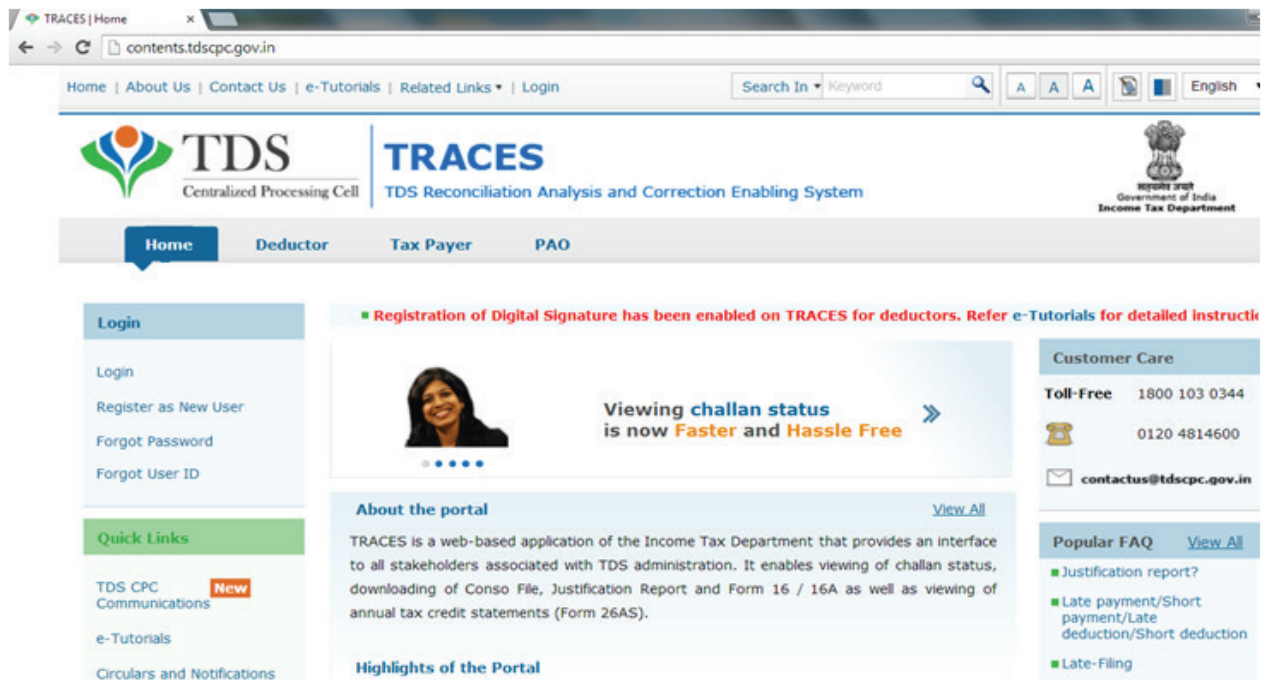 TRACES | Home
contents.tdscpc.gov.in
Home | About Us | Contact Us | e-Tutorials | Related Links | Login
Search In Keyword
A A A
English
TDS
Centralized Processing Cell
TRACES
TDS Reconciliation Analysis and Correction Enabling System
सत्यमेव जयते
Government of India
Income Tax Department
Home Deductor Tax Payer PAO
Login
Login
Register as New User
Forgot Password
Forgot User ID
Quick Links
TDS CPC New
Communications
e-Tutorials
Circulars and Notifications
Registration of Digital Signature has been enabled on TRACES for deductors. Refer e-Tutorials for detailed instructi
Viewing challan status
is now Faster and Hassle Free
About the portal View All
TRACES is a web-based application of the Income Tax Department that provides an interface
to all stakeholders associated with TDS administration. It enables viewing of challan status,
downloading of Conso File, Justification Report and Form 16 / 16A as well as viewing of
annual tax credit statements (Form 26AS).
Highlights of the Portal
Customer Care
Toll-Free 1800 103 0344
0120 4814600
contactus@tdscpc.gov.in
Popular FAQ View All
Justification report?
Late payment/Short
payment/Late
deduction/Short deduction
Late-Filing